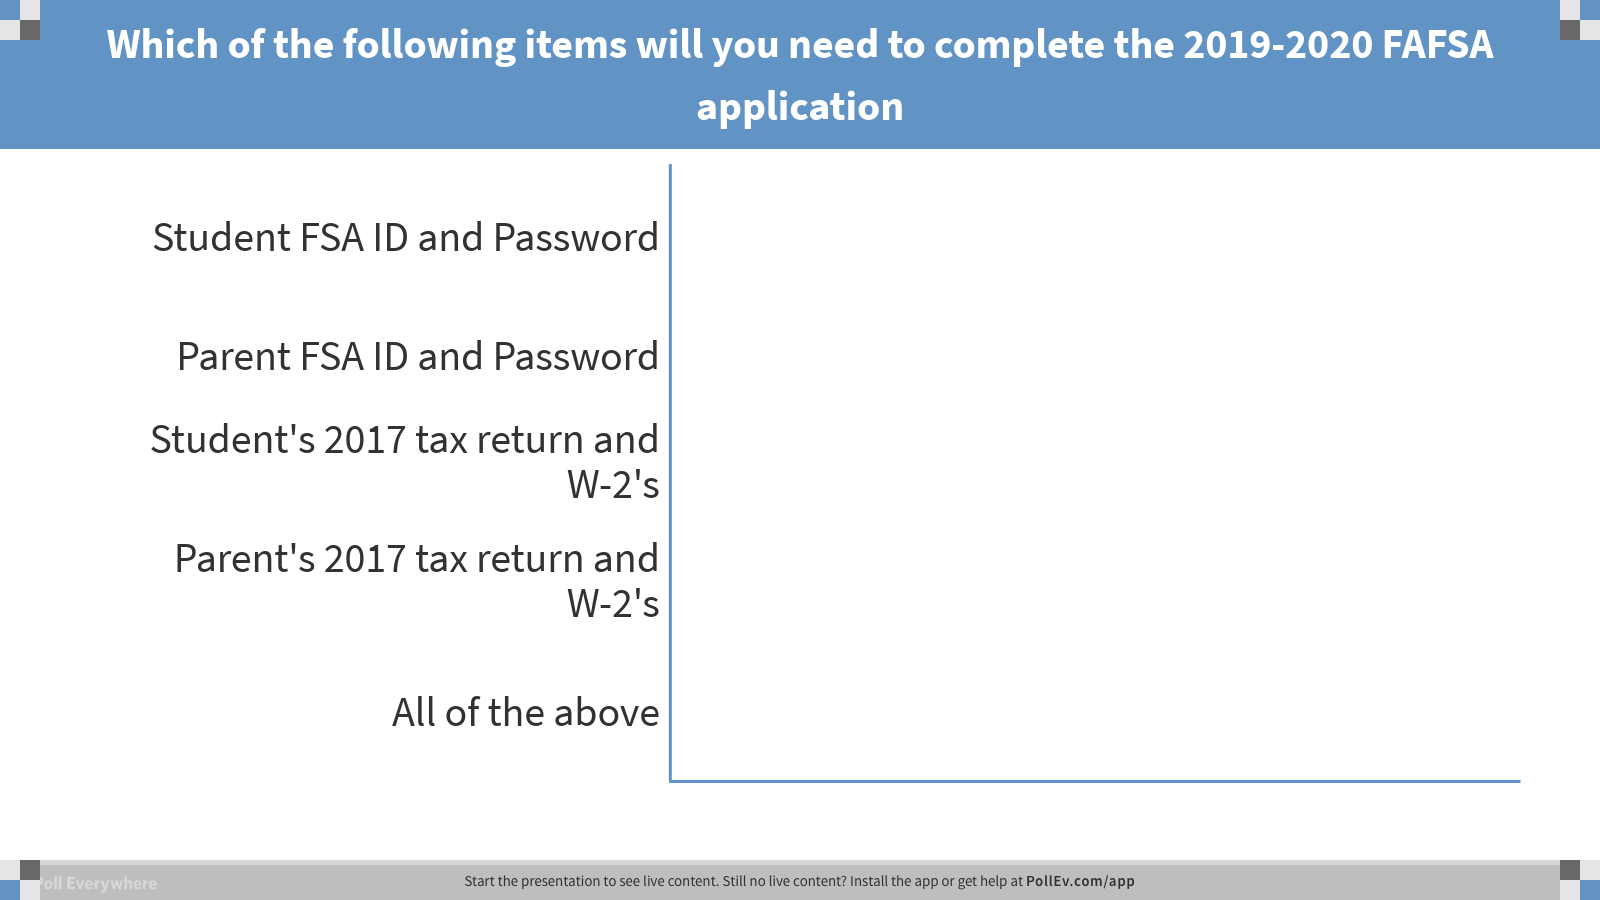 Which of the following items will you need to complete the 2019-2020 FAFSA
application
Student FSA ID and Password
Parent FSA ID and Password
Student's 2017 tax return and
W-2's
Parent's 2017 tax return and
W-2's
All of the above
Poll Everywhere
Start the presentation to see live content. Still no live content? Install the app or get help at PollEv.com/app